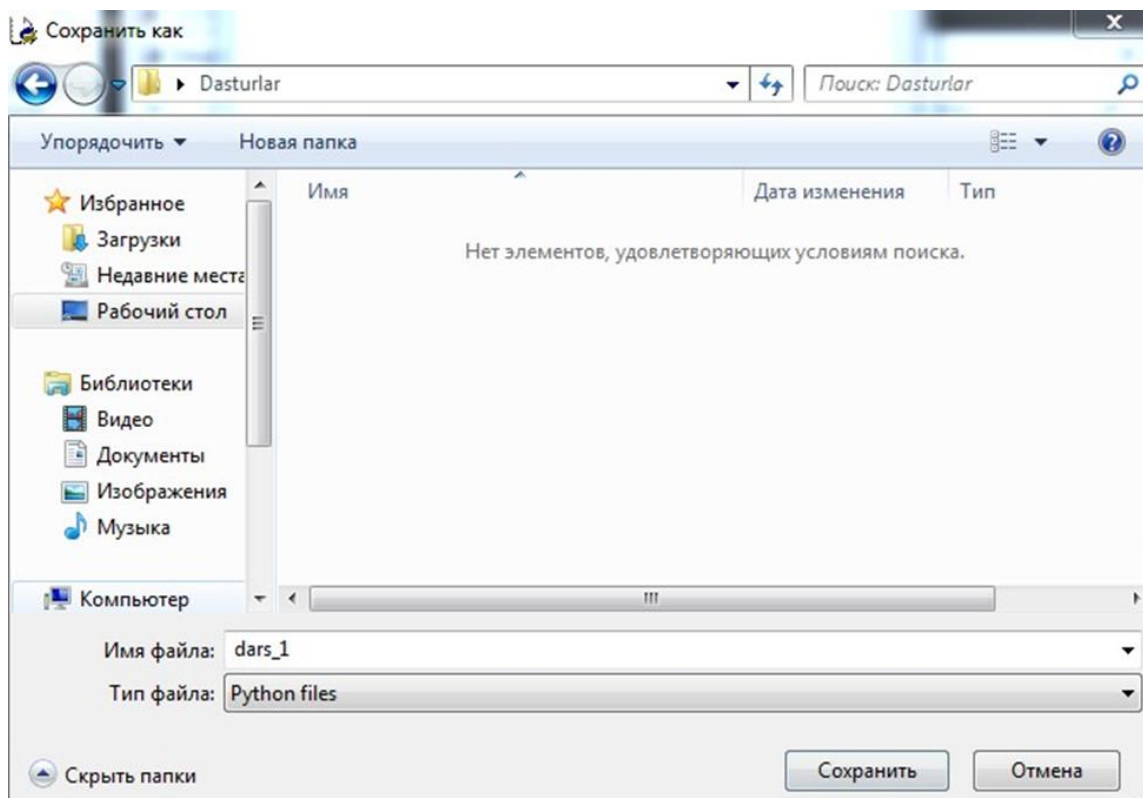 Сохранить как
Dasturlar
Поиск: Dasturlar
Упорядочить
Новая папка
Имя
Дата изменения
Тип
Избранное
Загрузки
Недавние места
Рабочий стол
Нет элементов, удовлетворяющих условиям поиска.
Библиотеки
Видео
Документы
Изображения
Музыка
Компьютер
Имя файла: dars_1
Тип файла: Python files
Скрыть папки
Сохранить
Отмена